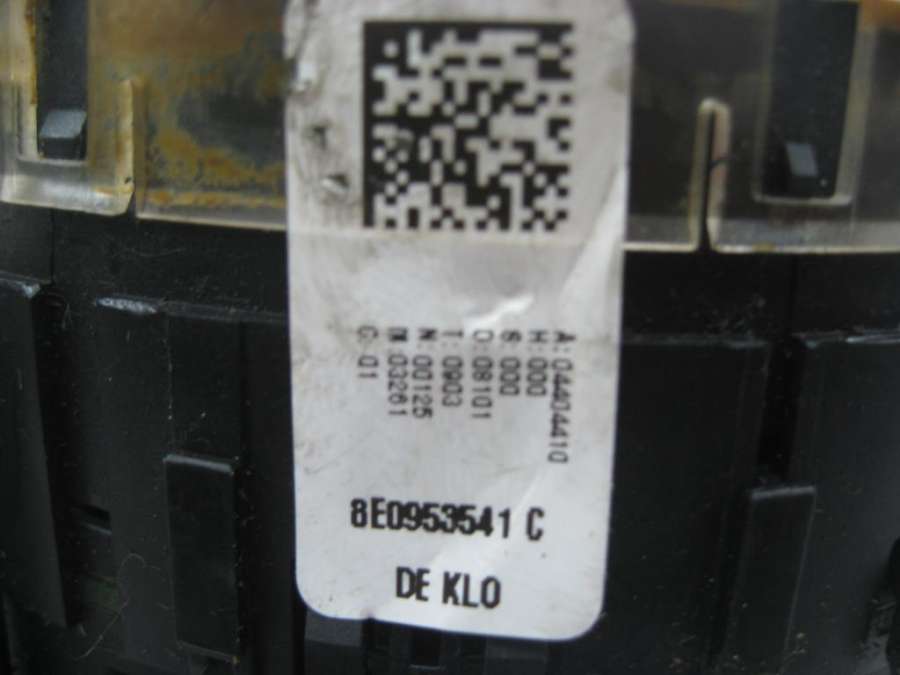 A:04404410
H:000
S 000
D:08101
T:0903
N 00125
M 03261
G:01
8E0953541 C
DE KLO